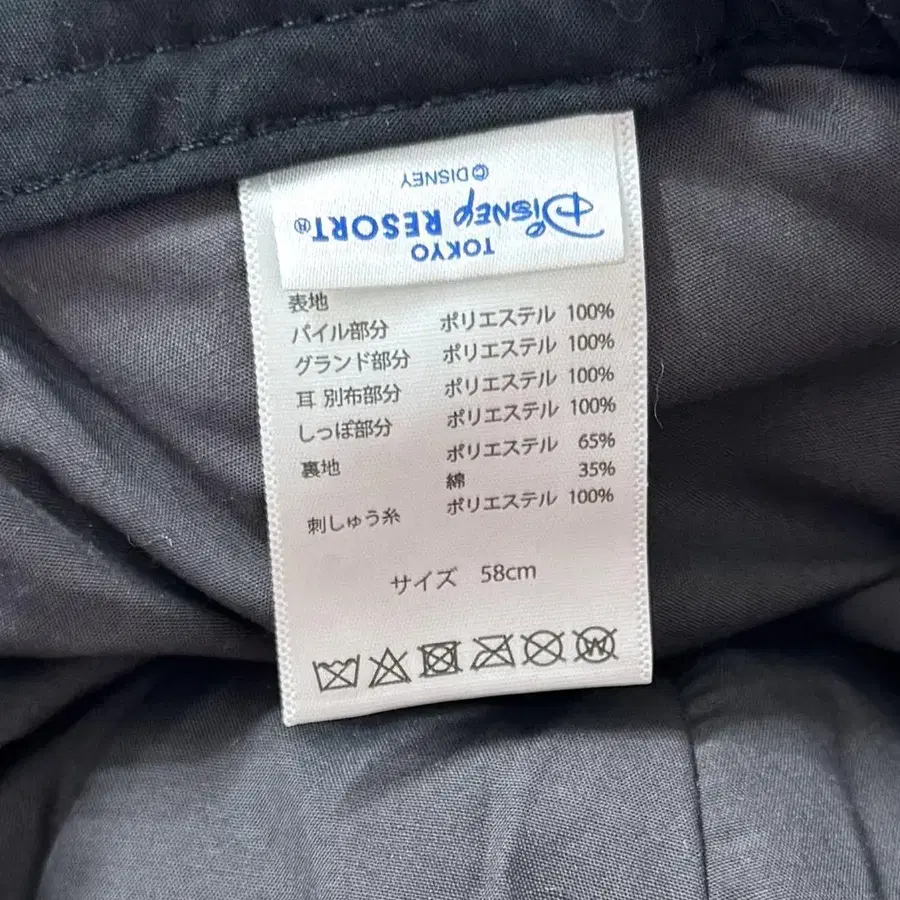 TOKYO
DISNEY RESORT®
©DISNEY
表地
パイル部分 ポリエステル 100%
グランド部分 ポリエステル 100%
耳 別布部分 ポリエステル 100%
しっぽ部分 ポリエステル 100%
裏地 ポリエステル 65%
綿 35%
刺しゅう糸 ポリエステル 100%
サイズ 58cm
W